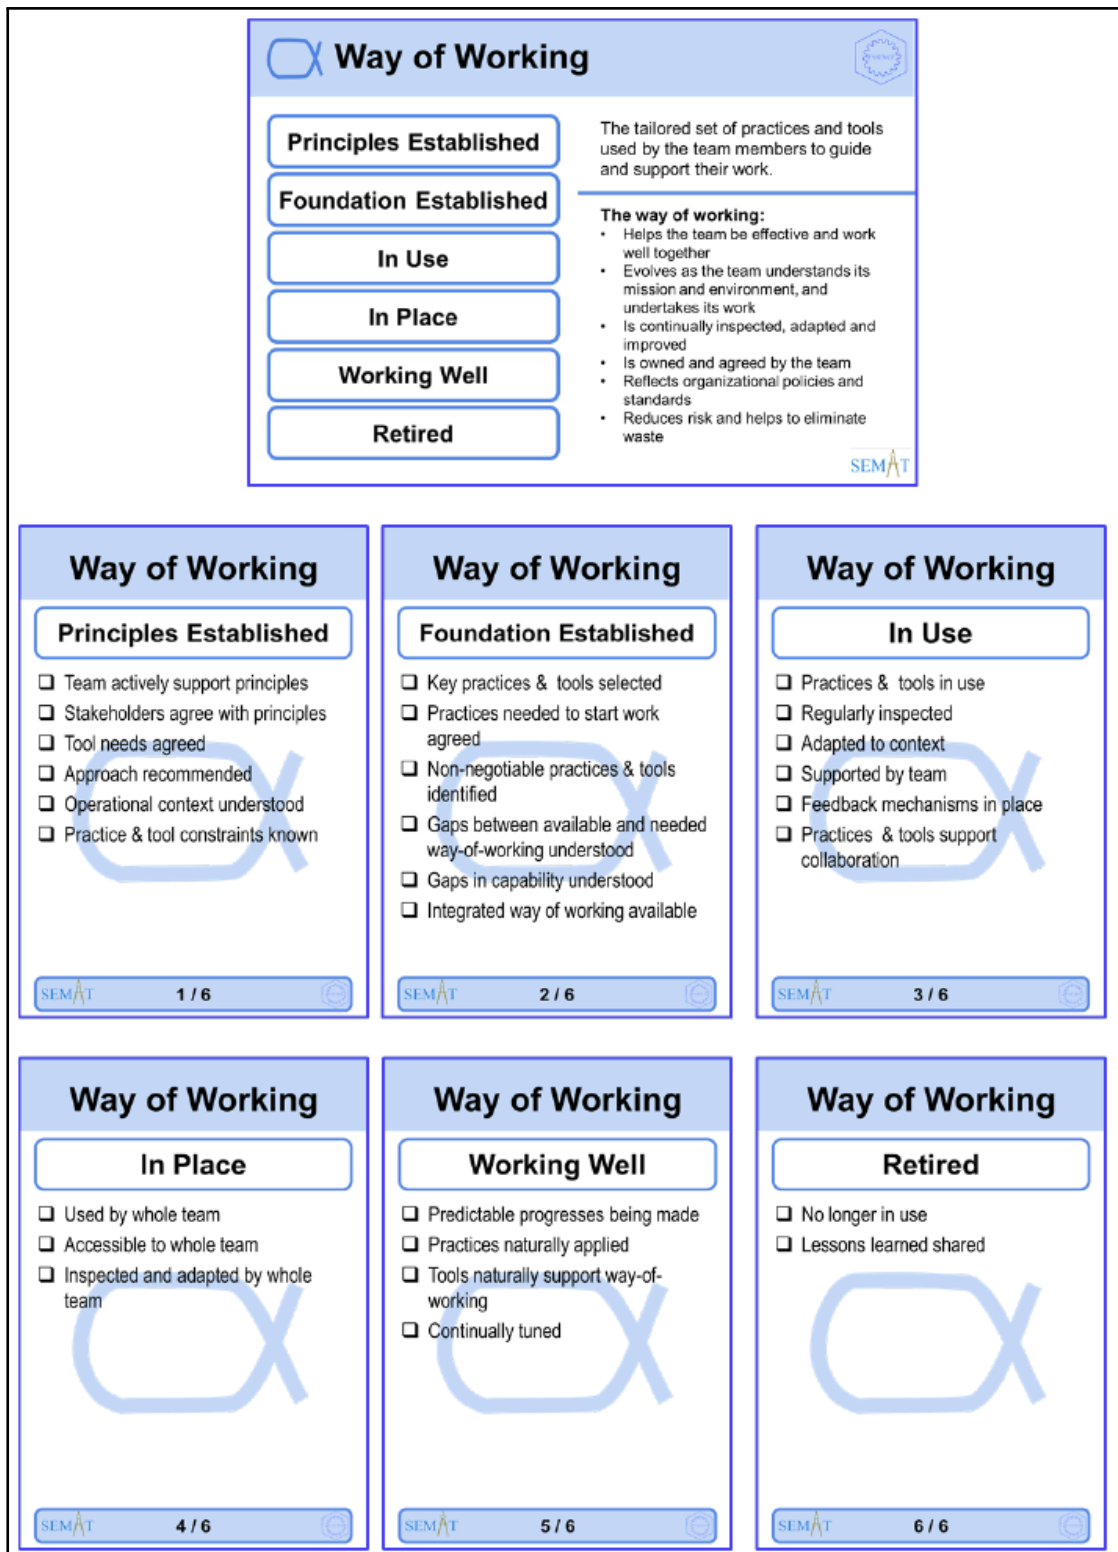 Way of Working
Principles Established
Foundation Established
In Use
In Place
Working Well
Retired
The tailored set of practices and tools
used by the team members to guide
and support their work.
The way of working:
• Helps the team be effective and work
well together
• Evolves as the team understands its
mission and environment, and
undertakes its work
• Is continually inspected, adapted and
improved
• Is owned and agreed by the team
• Reflects organizational policies and
standards
• Reduces risk and helps to eliminate
waste
SEMAT
Way of Working
Principles Established
❑ Team actively support principles
❑ Stakeholders agree with principles
❑ Tool needs agreed
❑ Approach recommended
❑ Operational context understood
❑ Practice & tool constraints known
SEMAT
1 / 6
Way of Working
Foundation Established
❑ Key practices & tools selected
❑ Practices needed to start work
agreed
❑ Non-negotiable practices & tools
identified
❑ Gaps between available and needed
way-of-working understood
❑ Gaps in capability understood
❑ Integrated way of working available
SEMAT
2 / 6
Way of Working
In Use
❑ Practices & tools in use
❑ Regularly inspected
❑ Adapted to context
❑ Supported by team
❑ Feedback mechanisms in place
❑ Practices & tools support
collaboration
SEMAT
3 / 6
Way of Working
In Place
❑ Used by whole team
❑ Accessible to whole team
❑ Inspected and adapted by whole
team
SEMAT
4 / 6
Way of Working
Working Well
❑ Predictable progresses being made
❑ Practices naturally applied
❑ Tools naturally support way-of-
working
❑ Continually tuned
SEMAT
5 / 6
Way of Working
Retired
❑ No longer in use
❑ Lessons learned shared
SEMAT
6 / 6